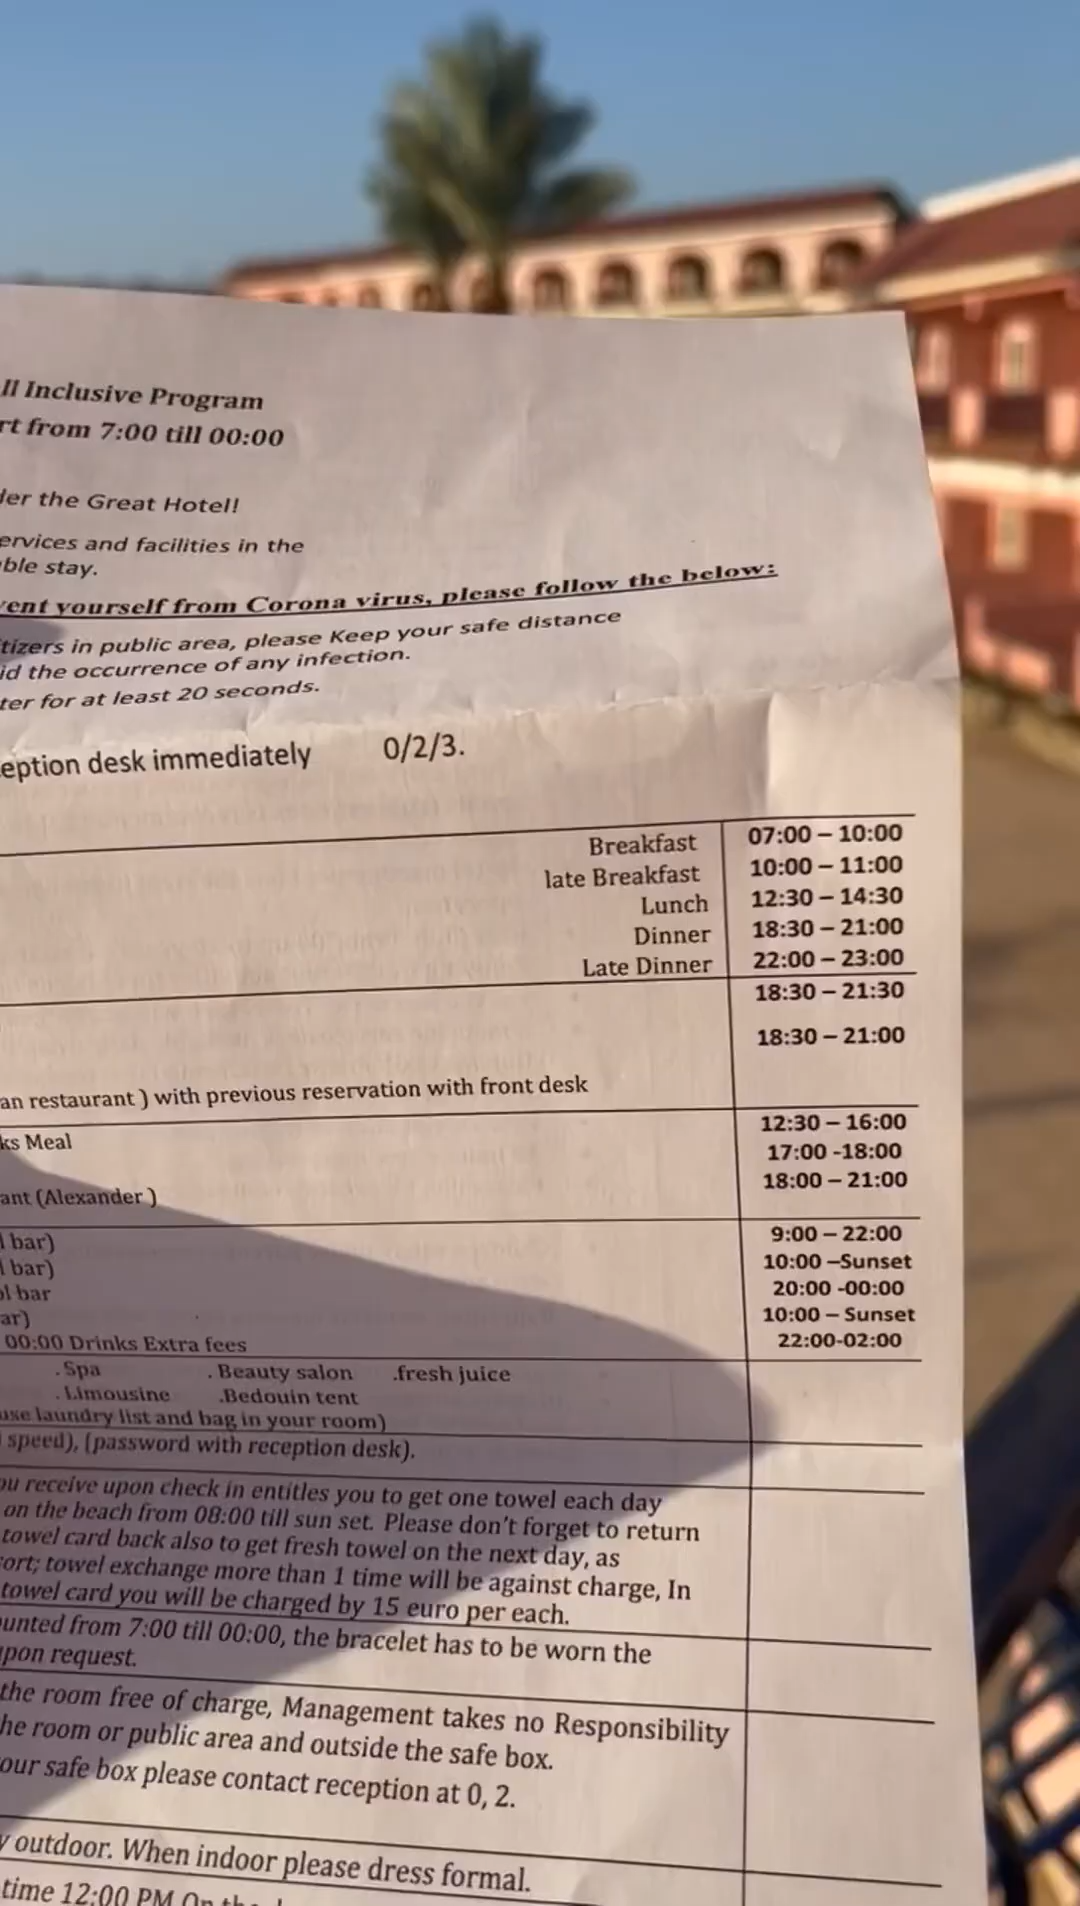 ll Inclusive Program
rt from 7:00 till 00:00
der the Great Hotel!
ervices and facilities in the
ble stay.
vent yourself from Corona virus, please follow the below:
tizers in public area, please Keep your safe distance
id the occurrence of any infection.
ter for at least 20 seconds.
eption desk immediately 0/2/3.
Breakfast 07:00 – 10:00
late Breakfast 10:00 – 11:00
Lunch 12:30 – 14:30
Dinner 18:30 – 21:00
Late Dinner 22:00 – 23:00
18:30 – 21:30
18:30 – 21:00
an restaurant ) with previous reservation with front desk
12:30 – 16:00
ks Meal 17:00 -18:00
18:00 – 21:00
ant (Alexander )
l bar) 9:00 – 22:00
l bar) 10:00 –Sunset
ol bar 20:00 -00:00
ar) 10:00 – Sunset
00:00 Drinks Extra fees 22:00-02:00
. Spa . Beauty salon .fresh juice
. Limousine .Bedouin tent
use laundry list and bag in your room)
speed), (password with reception desk).
ou receive upon check in entitles you to get one towel each day
on the beach from 08:00 till sun set. Please don't forget to return
towel card back also to get fresh towel on the next day, as
ort; towel exchange more than 1 time will be against charge, In
towel card you will be charged by 15 euro per each.
ounted from 7:00 till 00:00, the bracelet has to be worn the
upon request.
the room free of charge, Management takes no Responsibility
he room or public area and outside the safe box.
our safe box please contact reception at 0, 2.
y outdoor. When indoor please dress formal.
time 12:00 PM On the